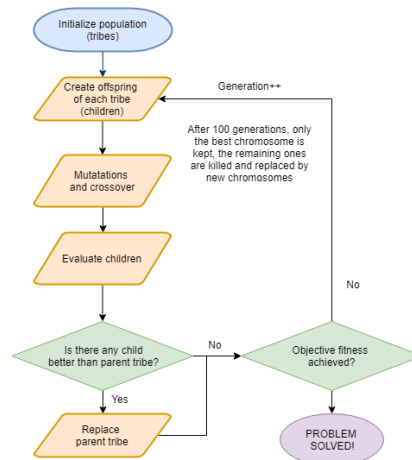 Initialize population
(tribes)
Create offspring
of each tribe
(children)
Generation++
After 100 generations, only
the best chromosome is
kept, the remaining ones
are killed and replaced by
new chromosomes
Mutatations
and crossover
Evaluate children
No
Is there any child
better than parent tribe?
No
Objective fitness
achieved?
Yes
Replace
parent tribe
PROBLEM
SOLVED!